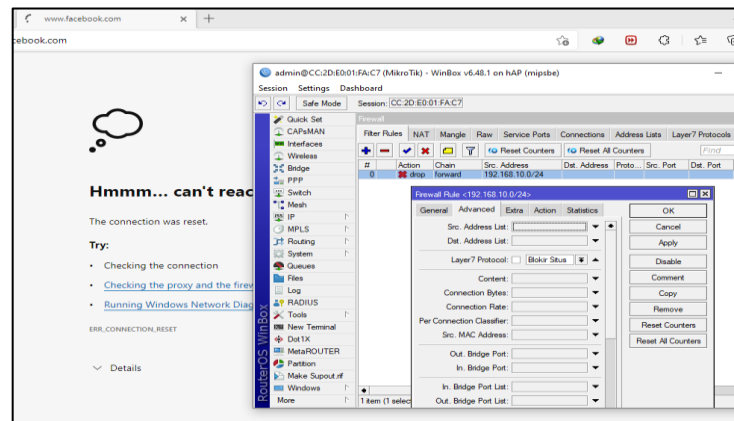 www.facebook.com
cebook.com
Hmmm... can't reac
The connection was reset.
Try:
• Checking the connection
• Checking the proxy and the firew
• Running Windows Network Diag
ERR_CONNECTION_RESET
Details
admin@CC:2D:E0:01:FA:C7 (MikroTik) - WinBox v6.48.1 on hAP (mipsbe)
Session Settings Dashboard
Safe Mode Session: CC:2D:E0:01:FA:C7
RouterOS WinBox
Quick Set
CAPsMAN
Interfaces
Wireless
Bridge
PPP
Switch
Mesh
IP
MPLS
Routing
System
Queues
Files
Log
RADIUS
Tools
New Terminal
Dot1X
MetaROUTER
Partition
Make Supout.rif
Windows
More
Firewall
Filter Rules NAT Mangle Raw Service Ports Connections Address Lists Layer7 Protocols
Reset Counters Reset All Counters Find
# Action Chain Src. Address Dst. Address Proto... Src. Port Dst. Port
0 drop forward 192.168.10.0/24
Firewall Rule <192.168.10.0/24>
General Advanced Extra Action Statistics
Src. Address List:
Dst. Address List:
Layer7 Protocol: Blokir Situs
Content:
Connection Bytes:
Connection Rate:
Per Connection Classifier:
Src. MAC Address:
Out. Bridge Port:
In. Bridge Port:
In. Bridge Port List:
Out. Bridge Port List:
OK
Cancel
Apply
Disable
Comment
Copy
Remove
Reset Counters
Reset All Counters
1 item (1 selec